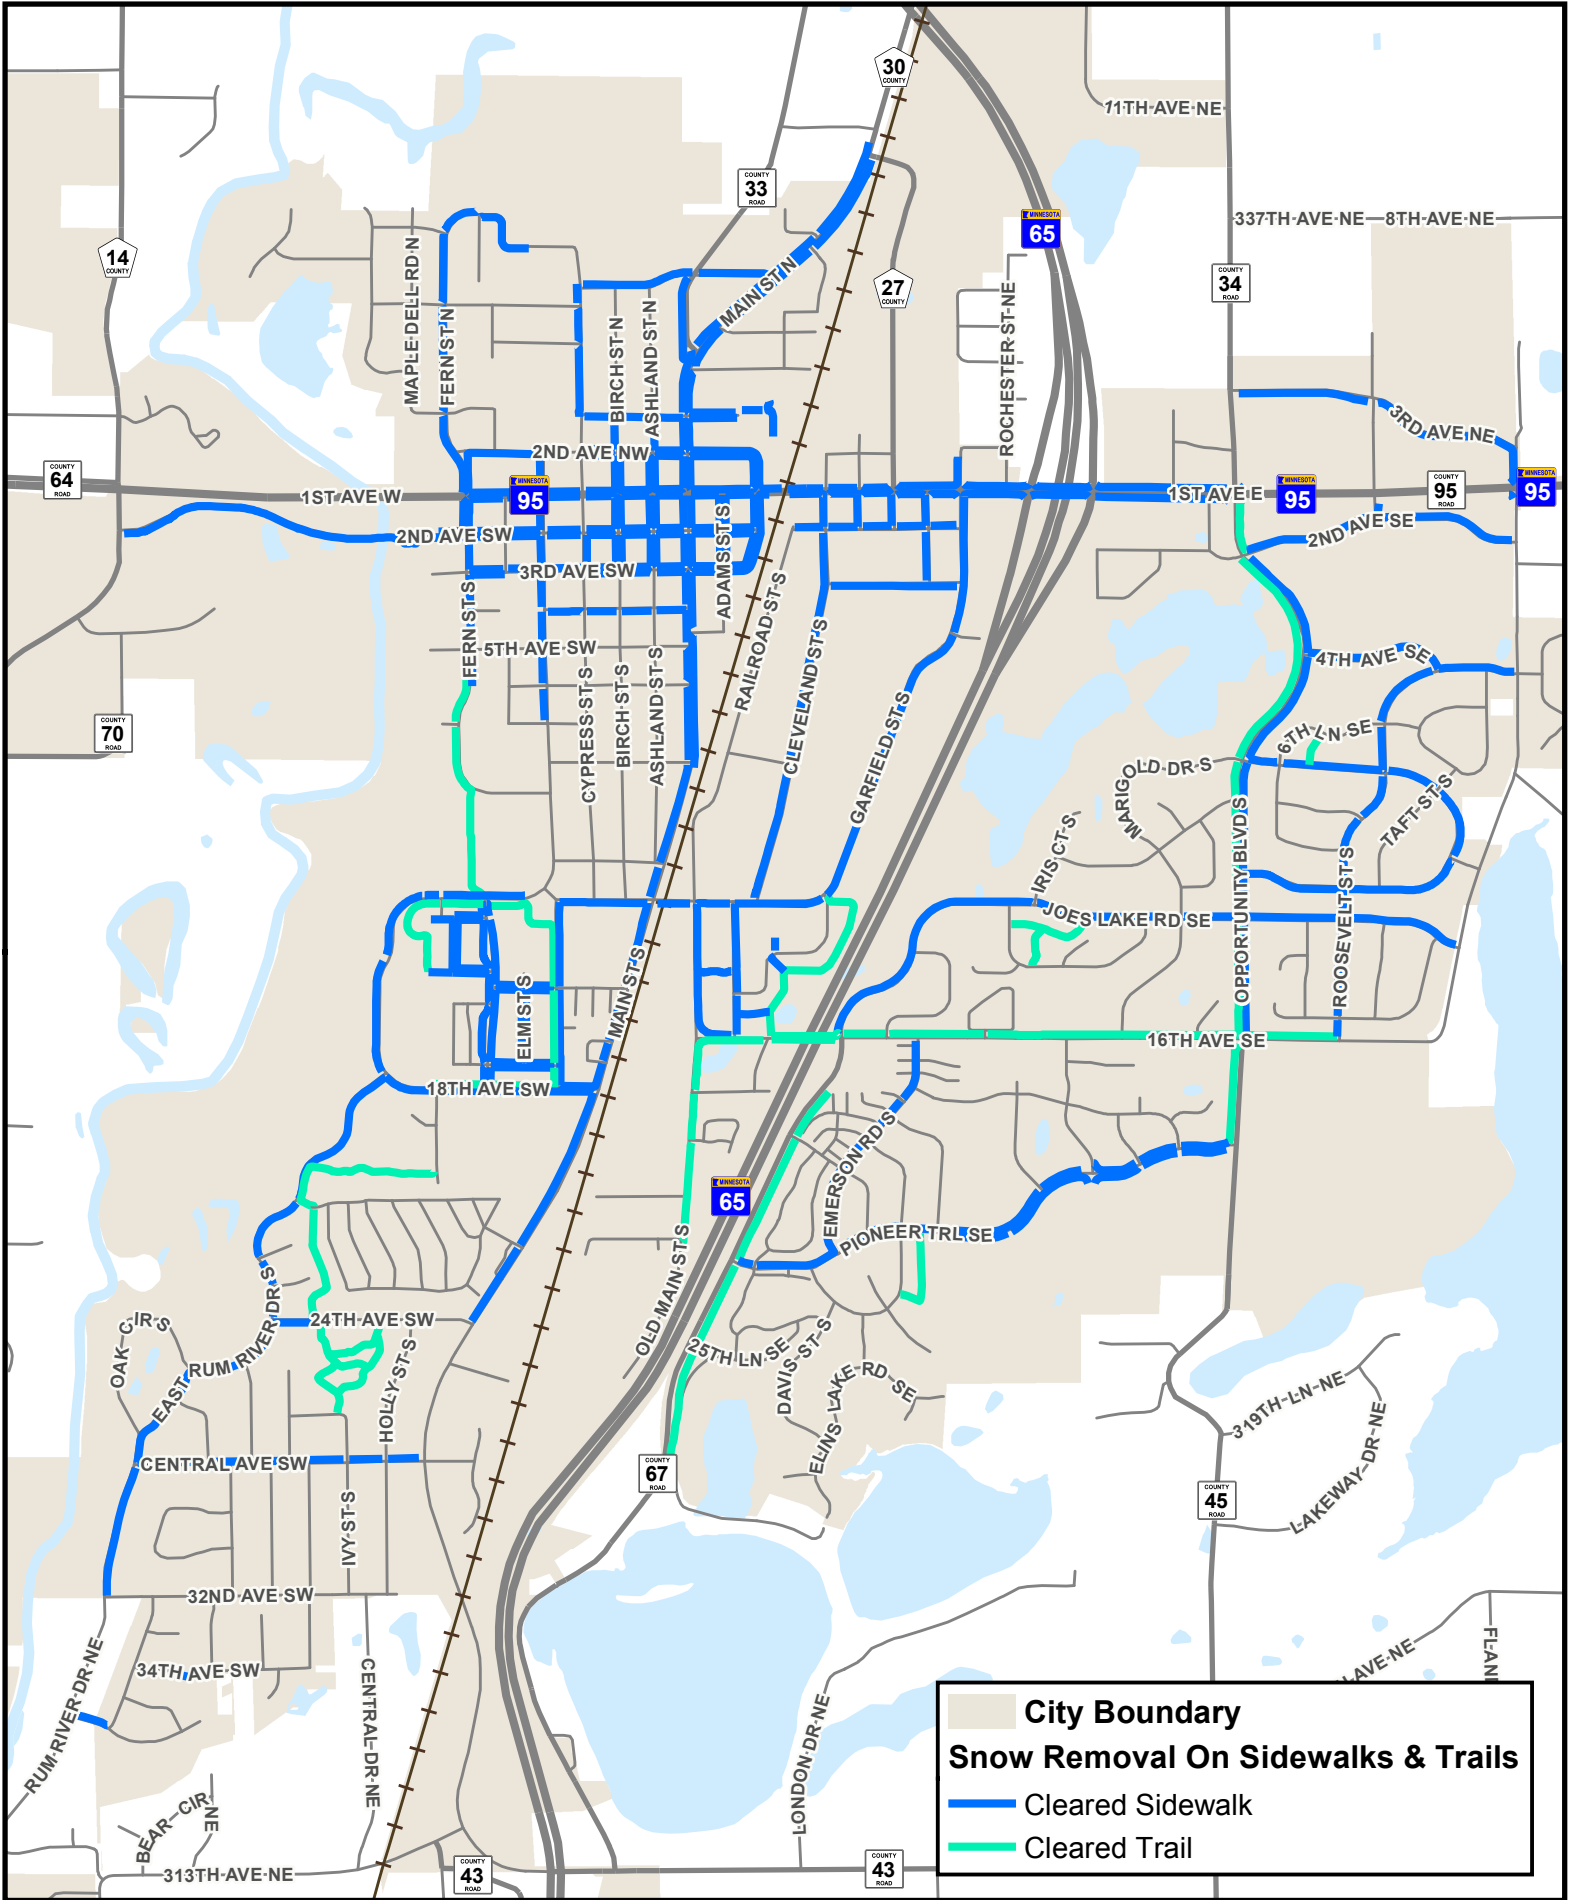 30
COUNTY
11TH AVE NE
COUNTY
33
ROAD
MINNESOTA
65
337TH AVE NE
8TH AVE NE
14
COUNTY
MAPLE DELL RD N
FERN ST N
27
COUNTY
COUNTY
34
ROAD
MAIN ST N
BIRCH ST N
ASHLAND ST N
ROCHESTER ST NE
3RD AVE NE
2ND AVE NW
COUNTY
64
ROAD
1ST AVE W
MINNESOTA
95
1ST AVE E
MINNESOTA
95
COUNTY
95
ROAD
MINNESOTA
95
2ND AVE SW
ADAMS ST S
2ND AVE SE
3RD AVE SW
FERN ST S
RAILROAD ST S
5TH AVE SW
CLEVELAND ST S
4TH AVE SE
COUNTY
70
ROAD
CYPRESS ST S
BIRCH ST S
ASHLAND ST S
GARFIELD ST S
6TH LN SE
MARIGOLD DR S
TAFT ST S
IRIS CT S
OPPORTUNITY BLVD S
ROOSEVELT ST S
JOES LAKE RD SE
ELM ST S
MAIN ST S
16TH AVE SE
18TH AVE SW
EMERSON RD S
MINNESOTA
65
PIONEER TRL SE
OLD MAIN ST S
OAK CIR S
EAST RUM RIVER DR S
24TH AVE SW
HOLLY ST S
25TH LN SE
DAVIS ST S
ELINS LAKE RD SE
319TH LN NE
LAKEWAY DR NE
CENTRAL AVE SW
COUNTY
67
ROAD
COUNTY
45
ROAD
IVY ST S
32ND AVE SW
34TH AVE SW
RUM RIVER DR NE
CENTRAL DR NE
LONDON DR NE
AVE NE
BEAR CIR NE
313TH AVE NE
COUNTY
43
ROAD
COUNTY
43
ROAD
City Boundary
Snow Removal On Sidewalks & Trails
Cleared Sidewalk
Cleared Trail